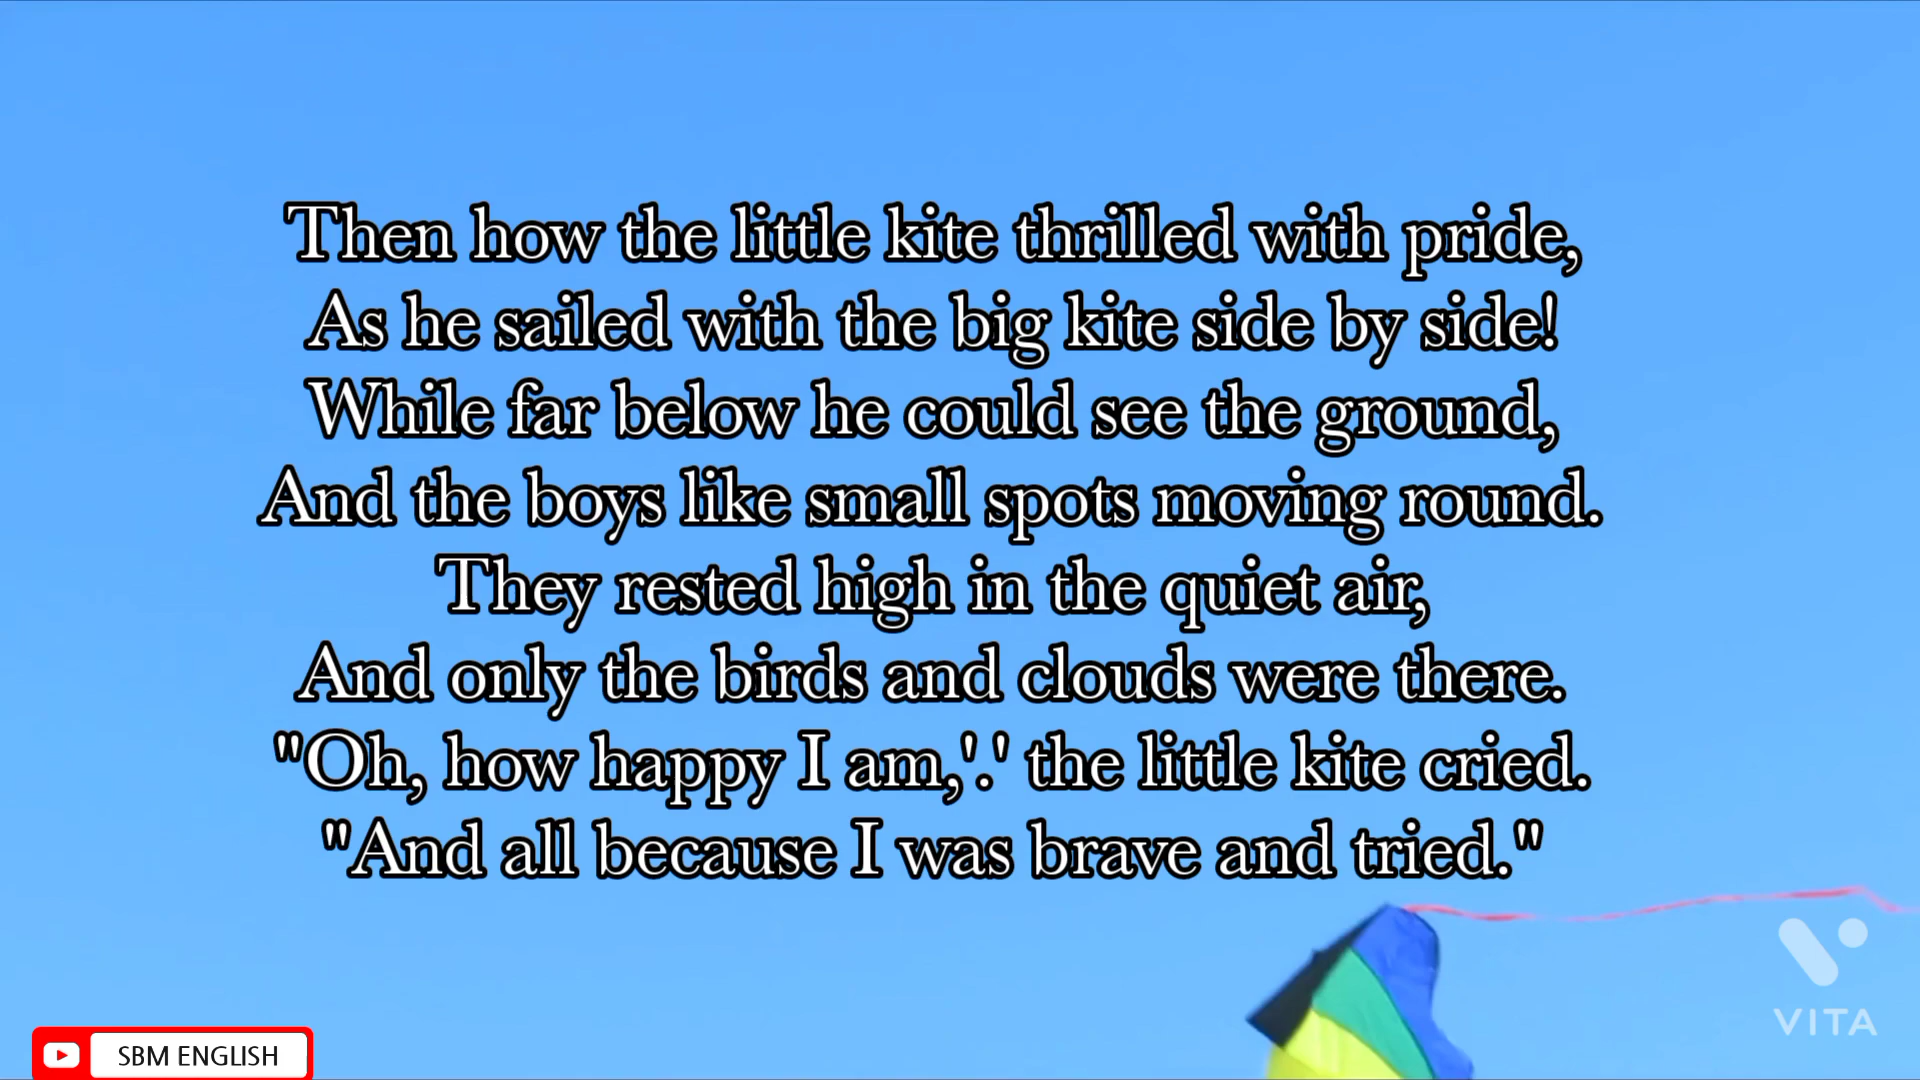 Then how the little kite thrilled with pride,
As he sailed with the big kite side by side!
While far below he could see the ground,
And the boys like small spots moving round.
They rested high in the quiet air,
And only the birds and clouds were there.
"Oh, how happy I am,'.' the little kite cried.
"And all because I was brave and tried."
VITA
SBM ENGLISH